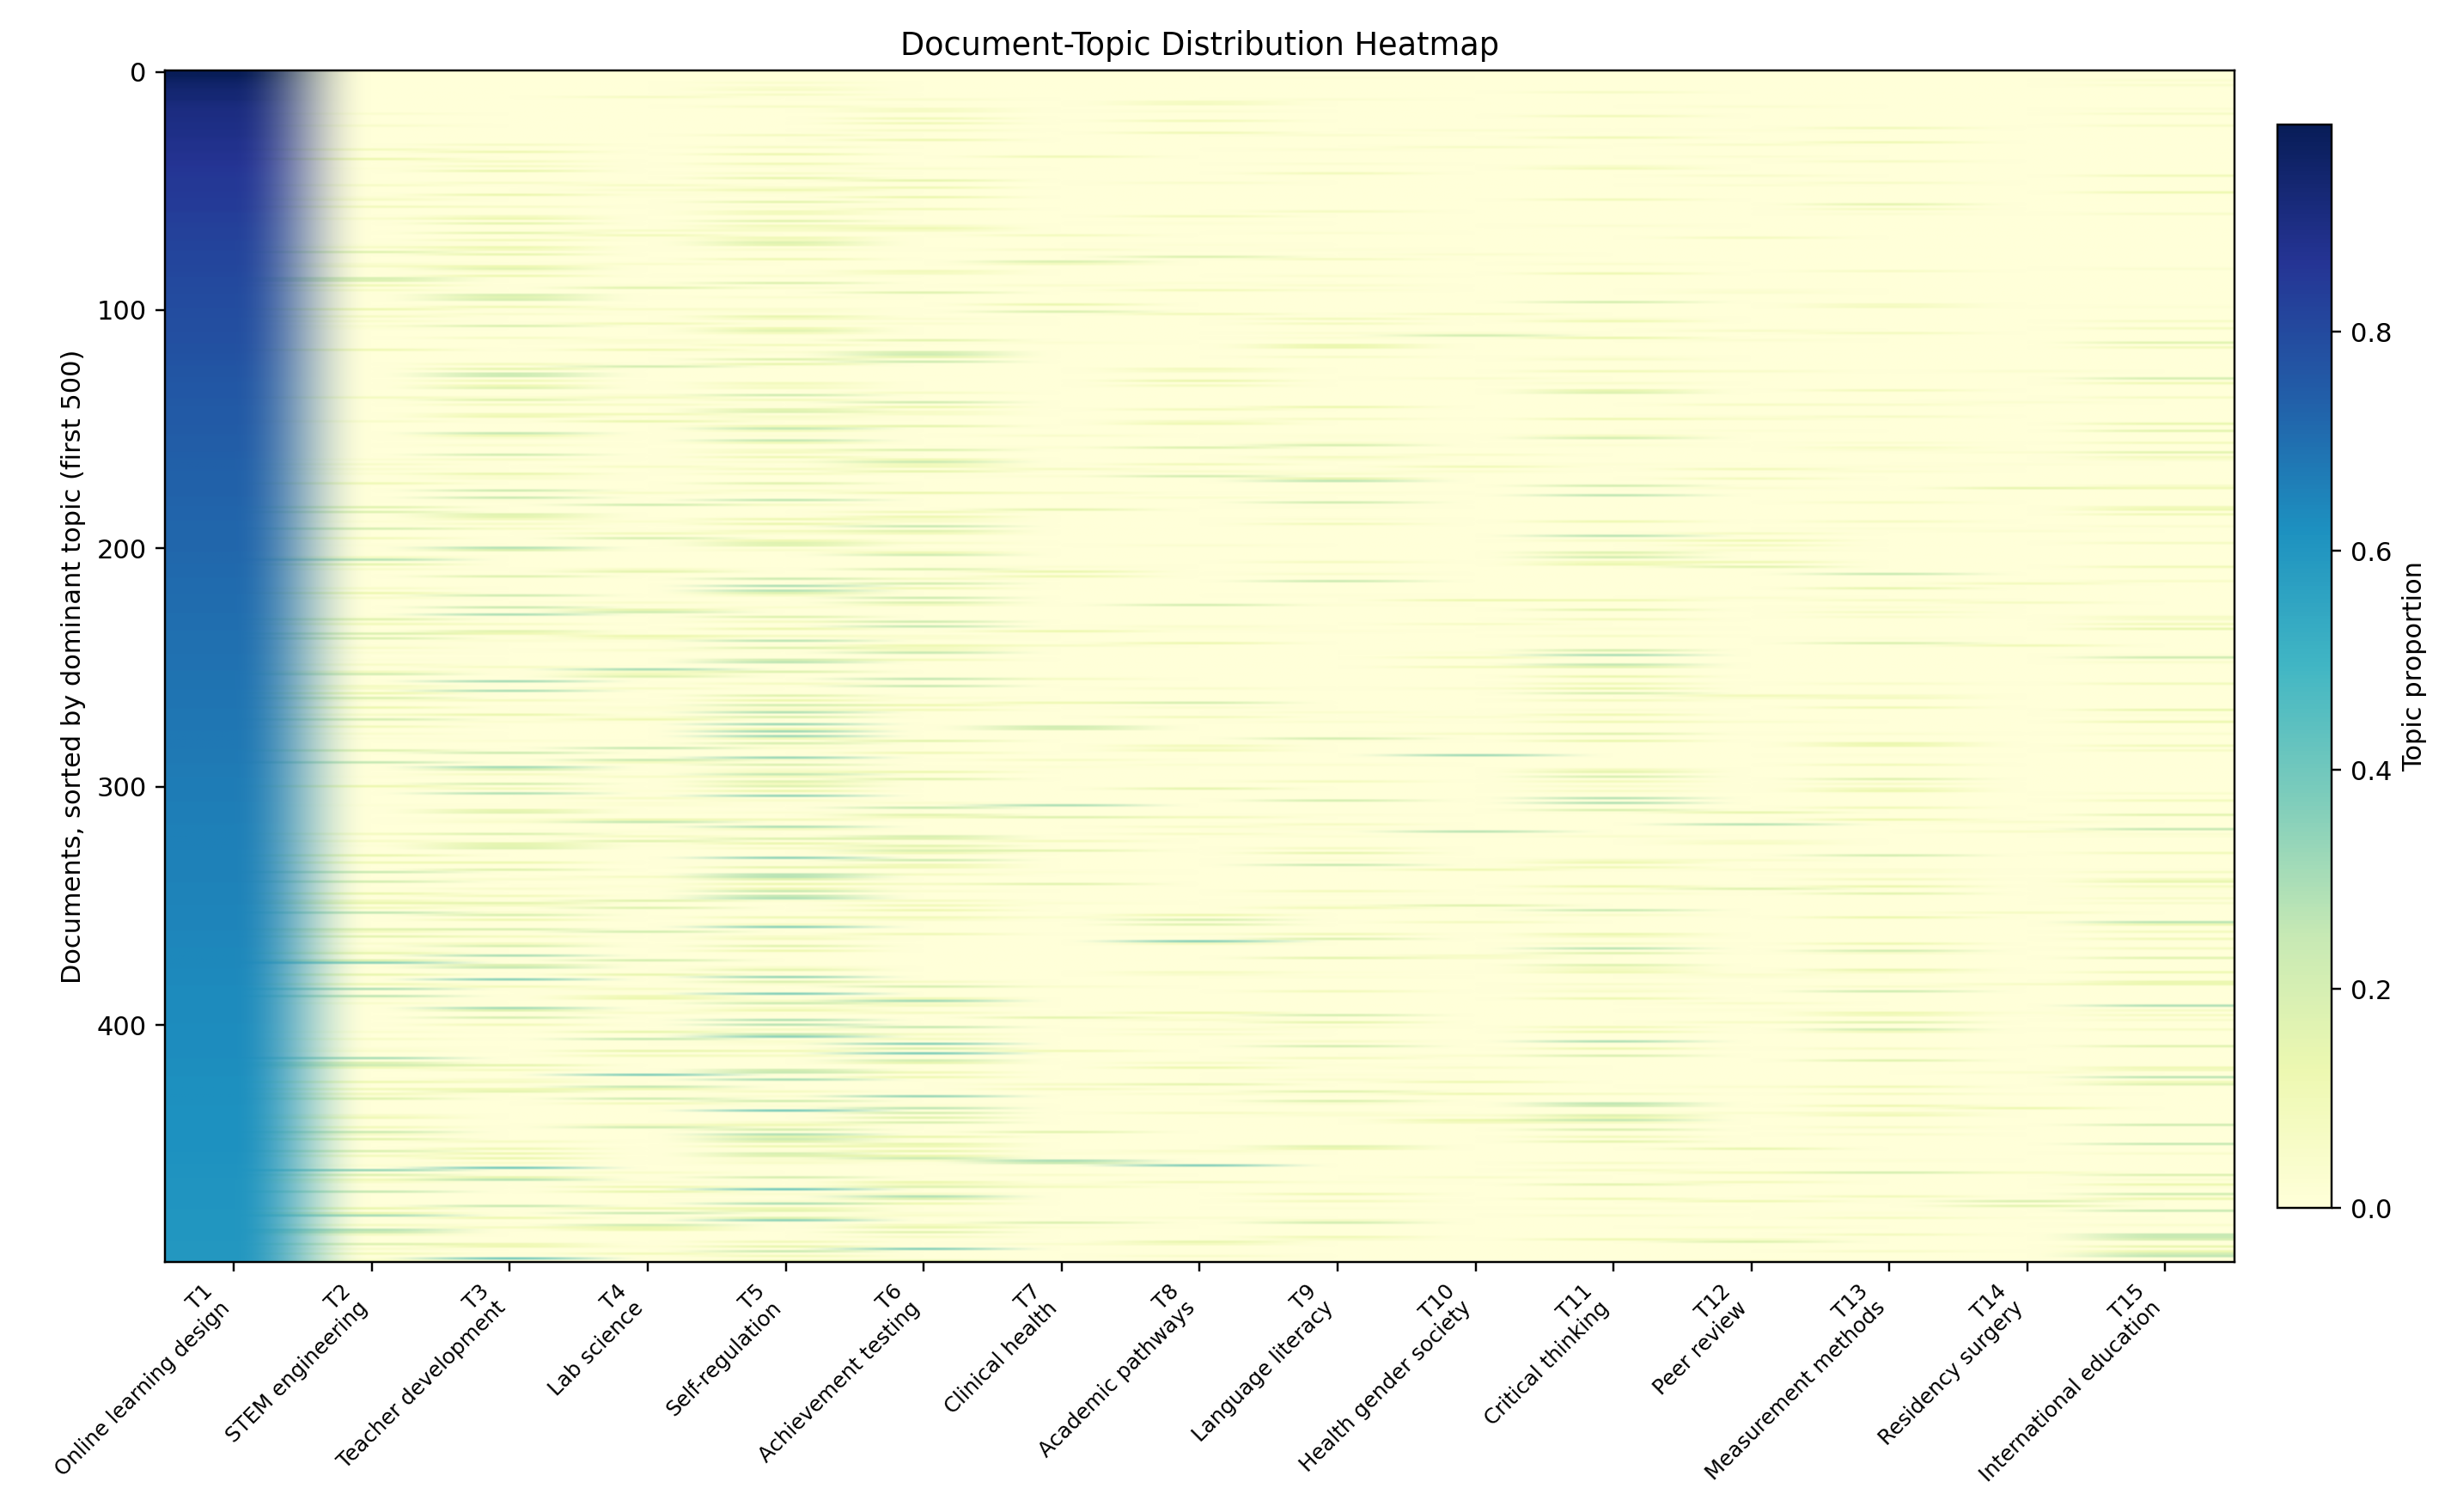 Document-Topic Distribution Heatmap
Documents, sorted by dominant topic (first 500)
0
100
200
300
400
T1
Online learning design
T2
STEM engineering
T3
Teacher development
T4
Lab science
T5
Self-regulation
T6
Achievement testing
T7
Clinical health
T8
Academic pathways
T9
Language literacy
T10
Health gender society
T11
Critical thinking
T12
Peer review
T13
Measurement methods
T14
Residency surgery
T15
International education
0.8
0.6
0.4
0.2
0.0
Topic proportion